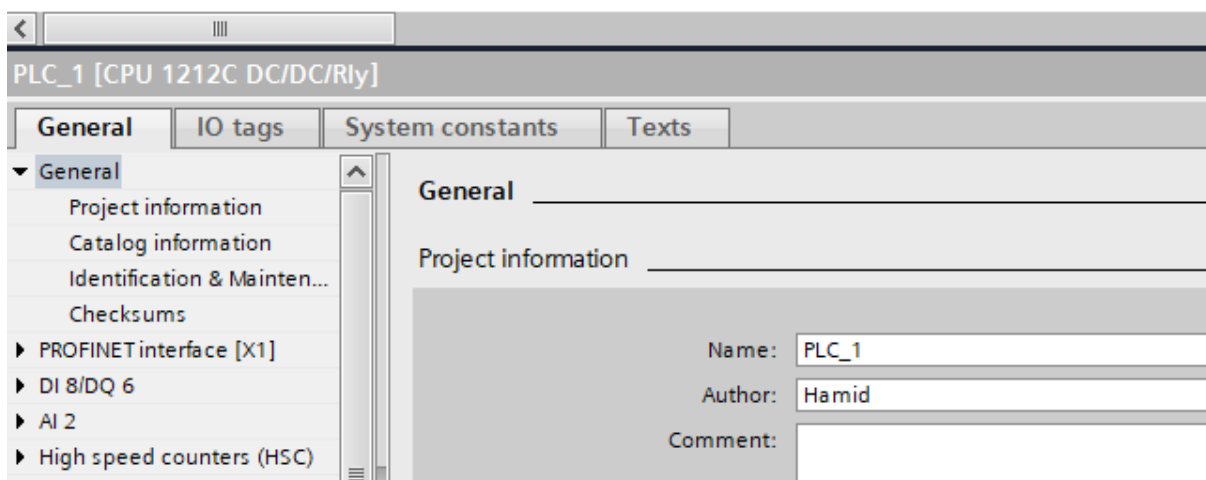 PLC_1 [CPU 1212C DC/DC/Rly]
General IO tags System constants Texts
General
Project information
Catalog information
Identification & Mainten...
Checksums
PROFINET interface [X1]
DI 8/DQ 6
AI 2
High speed counters (HSC)
General
Project information
Name: PLC_1
Author: Hamid
Comment: